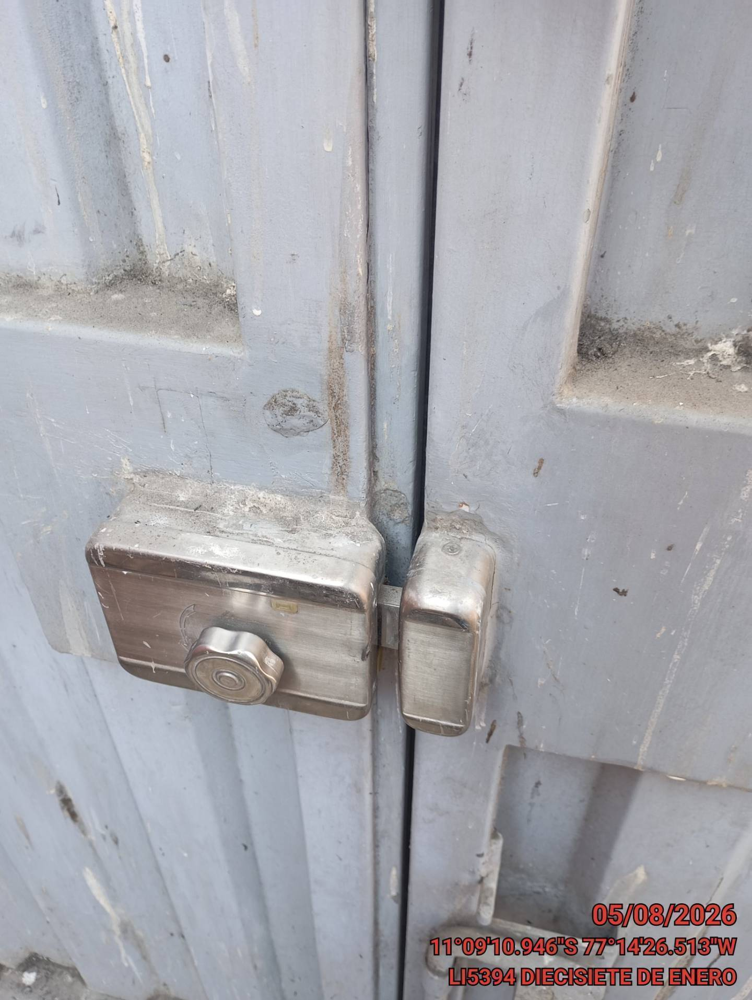 05/08/2026
11°09'10.946"S 77°14'26.513"W
LI5394 DIECISIETE DE ENERO